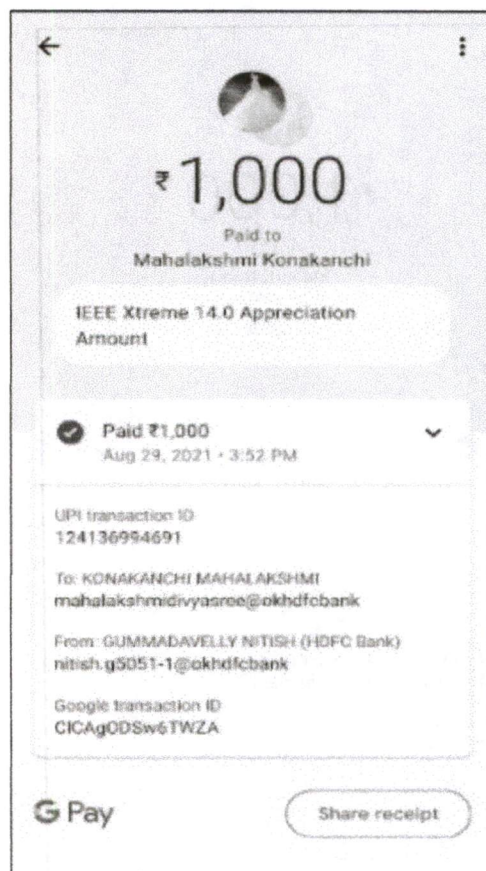 ₹1,000
Paid to
Mahalakshmi Konakanchi
IEEE Xtreme 14.0 Appreciation
Amount
Paid ₹1,000
Aug 29, 2021 • 3:52 PM
UPI transaction ID
124136994691
To: KONAKANCHI MAHALAKSHMI
mahalakshmidivyasree@okhdfcbank
From: GUMMADAVELLY NITISH (HDFC Bank)
nitish.g5051-1@okhdfcbank
Google transaction ID
CICAgODSw6TWZA
G Pay
Share receipt